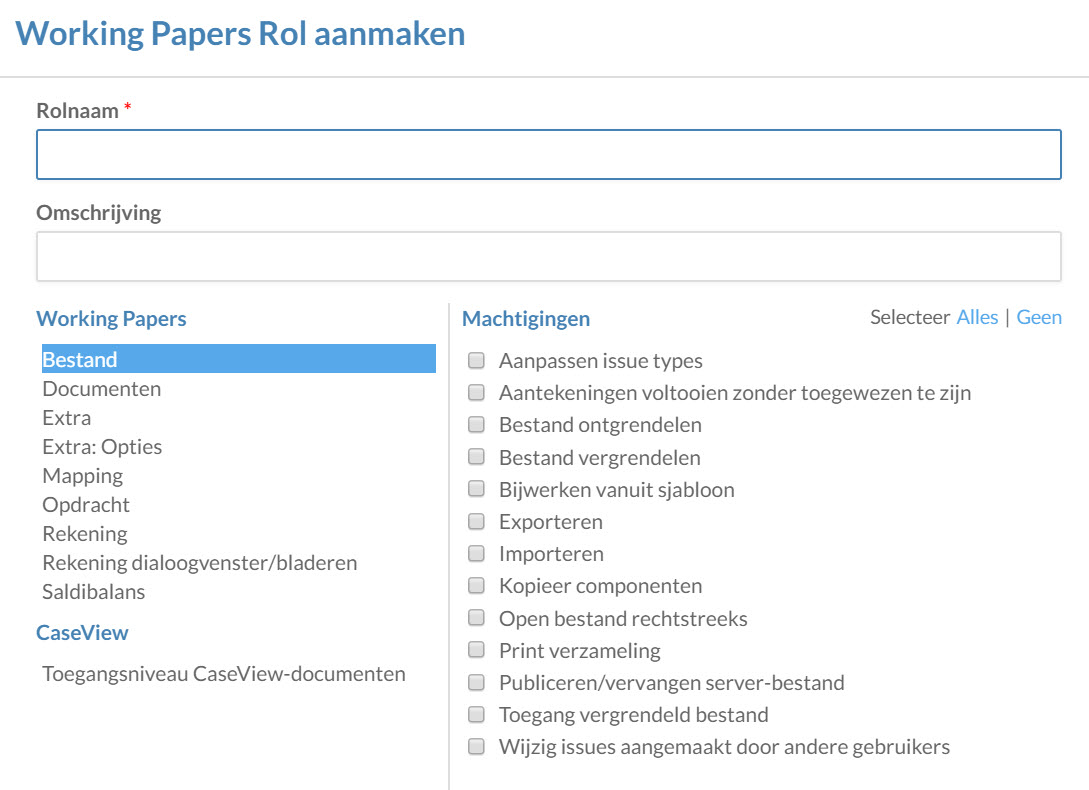 Working Papers Rol aanmaken
Rolnaam *
Omschrijving
Working Papers
Bestand
Documenten
Extra
Extra: Opties
Mapping
Opdracht
Rekening
Rekening dialoogvenster/bladeren
Saldibalans
CaseView
Toegangsniveau CaseView-documenten
Machtigingen
Selecteer Alles | Geen
Aanpassen issue types
Aantekeningen voltooien zonder toegewezen te zijn
Bestand ontgrendelen
Bestand vergrendelen
Bijwerken vanuit sjabloon
Exporteren
Importeren
Kopieer componenten
Open bestand rechtstreeks
Print verzameling
Publiceren/vervangen server-bestand
Toegang vergrendeld bestand
Wijzig issues aangemaakt door andere gebruikers